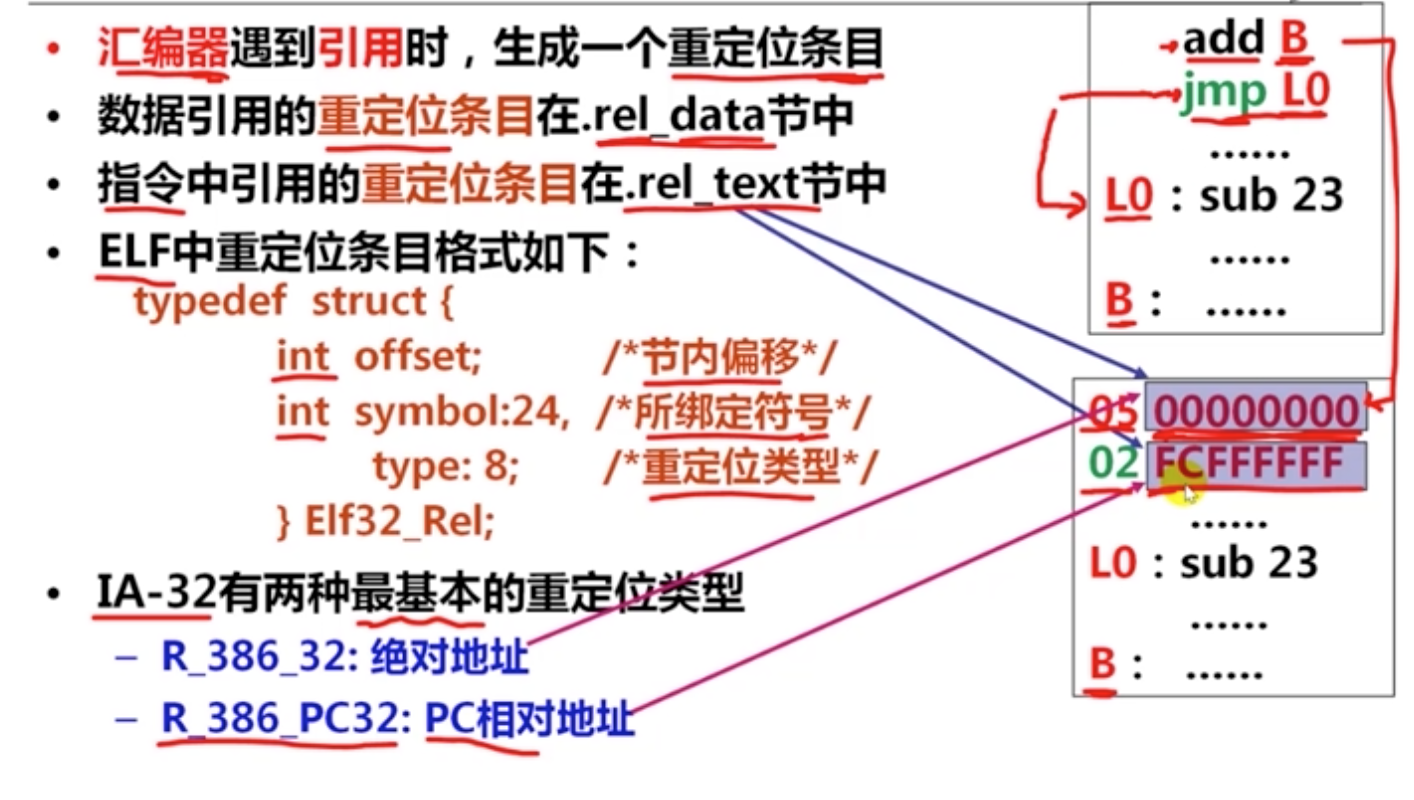 • 汇编器遇到引用时，生成一个重定位条目
• 数据引用的重定位条目在.rel_data节中
• 指令中引用的重定位条目在.rel_text节中
• ELF中重定位条目格式如下：
typedef struct {
int offset; /*节内偏移*/
int symbol:24, /*所绑定符号*/
type: 8; /*重定位类型*/
} Elf32_Rel;
• IA-32有两种最基本的重定位类型
– R_386_32: 绝对地址
– R_386_PC32: PC相对地址
add B
jmp L0
……
L0：sub 23
……
B： ……
05 00000000
02 FCFFFFFF
……
L0：sub 23
……
B： ……